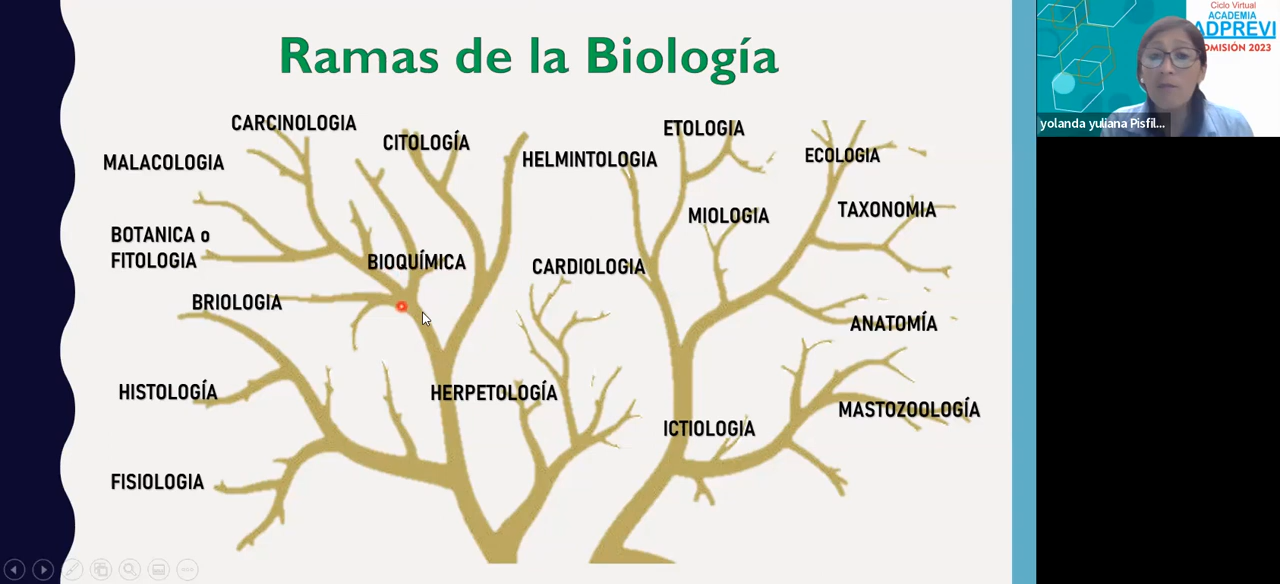 Ramas de la Biología
CARCINOLOGIA
CITOLOGÍA
ETOLOGIA
MALACOLOGIA
HELMINTOLOGIA
ECOLOGIA
MIOLOGIA
TAXONOMIA
BOTANICA o
FITOLOGIA
BIOQUÍMICA
CARDIOLOGIA
BRIOLOGIA
ANATOMÍA
HISTOLOGÍA
HERPETOLOGÍA
MASTOZOOLOGÍA
ICTIOLOGIA
FISIOLOGIA
Ciclo Virtual
ACADEMIA
ADPREVI
OMISIÓN 2023
yolanda yuliana Pisfil...